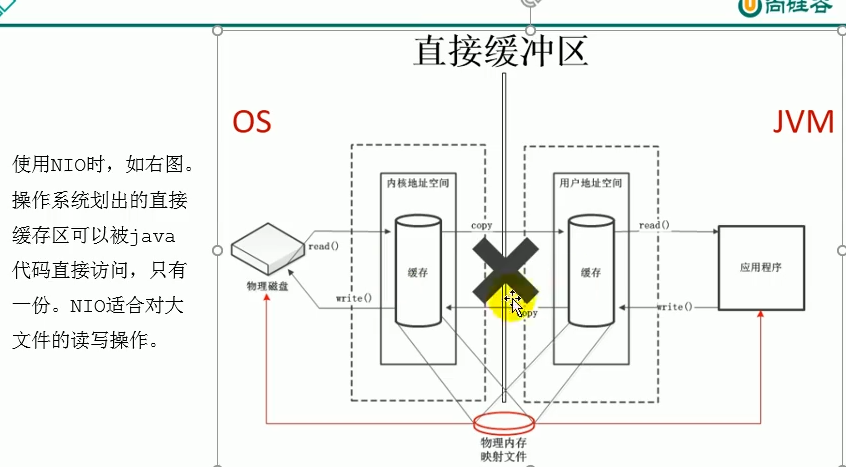 尚硅谷
直接缓冲区
OS
JVM
使用NIO时，如右图。
操作系统划出的直接
缓存区可以被java
代码直接访问，只有
一份。NIO适合对大
文件的读写操作。
内核地址空间
用户地址空间
copy
read()
read()
物理磁盘
缓存
缓存
应用程序
write()
copy
write()
物理内存
映射文件